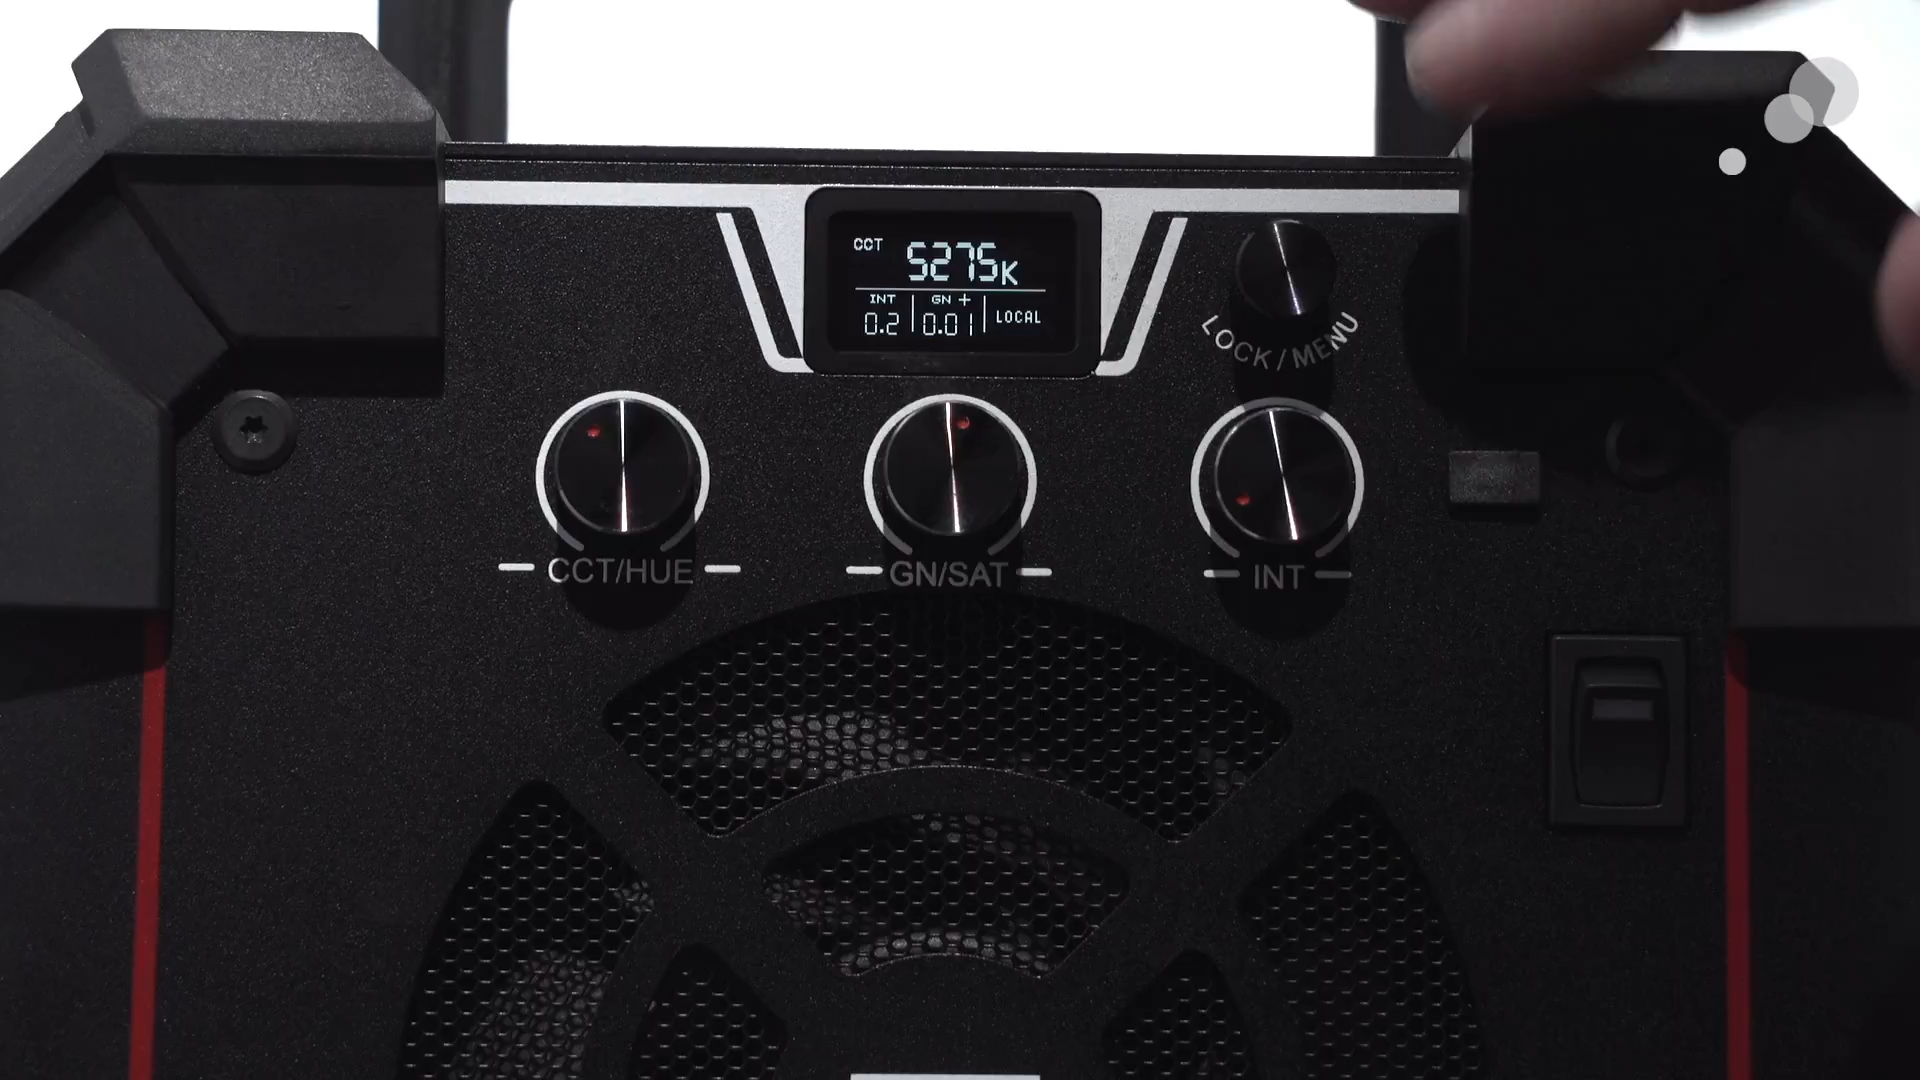 CCT 5275K
INT GN +
0.2 0.01 LOCAL
LOCK / MENU
CCT/HUE GN/SAT INT